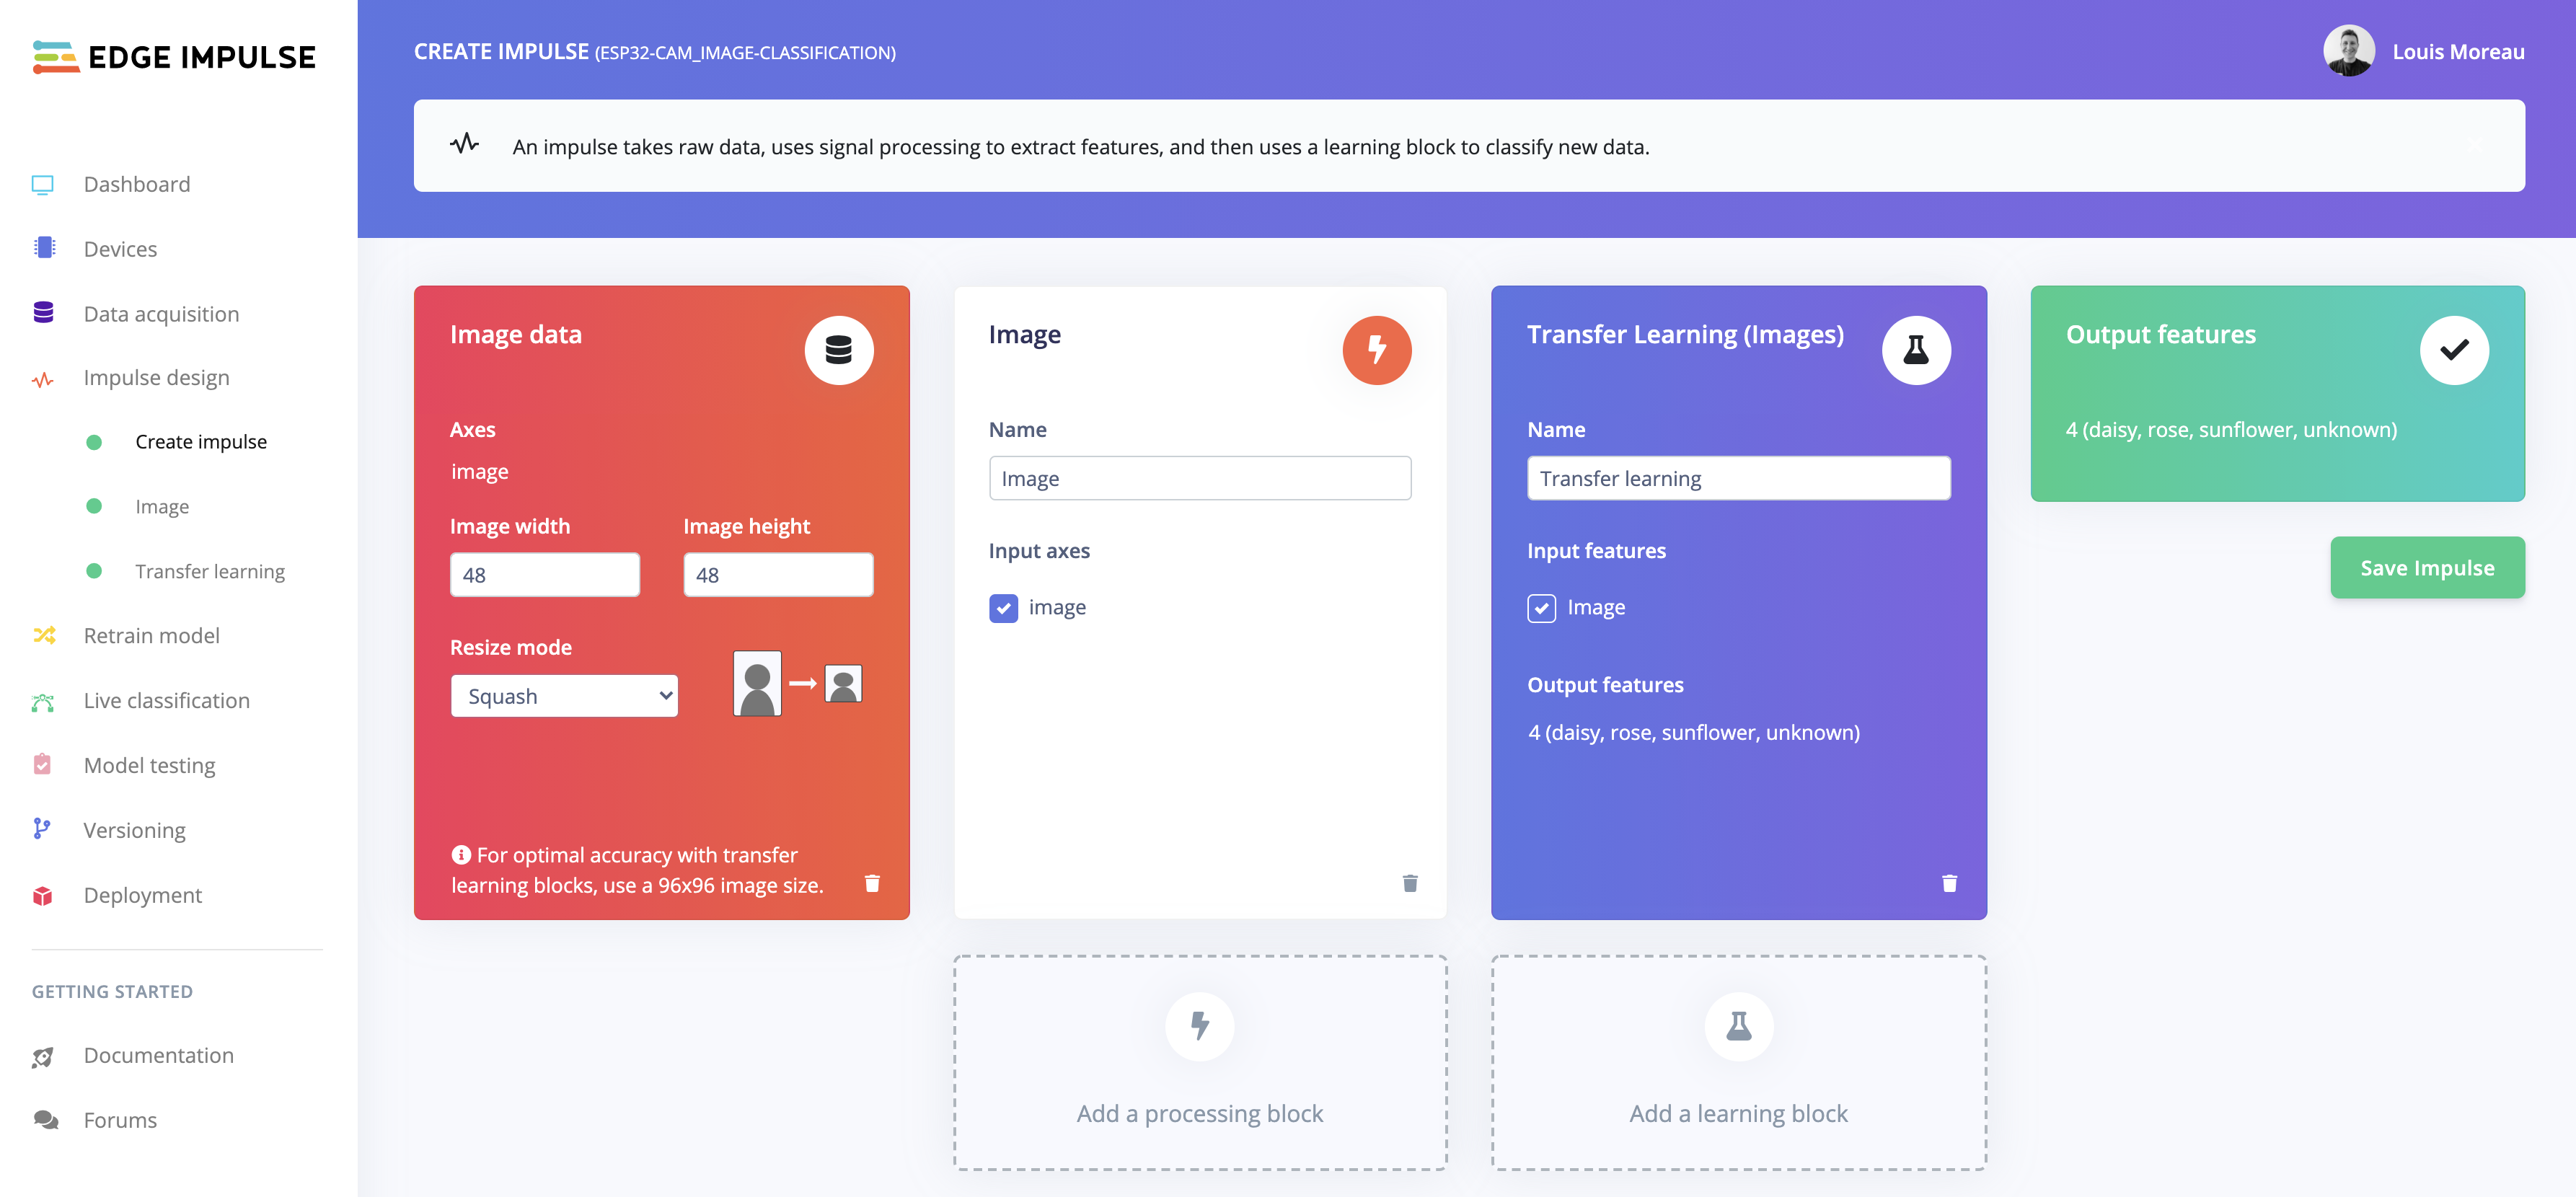 EDGE IMPULSE
Dashboard
Devices
Data acquisition
Impulse design
Create impulse
Image
Transfer learning
Retrain model
Live classification
Model testing
Versioning
Deployment
GETTING STARTED
Documentation
Forums
CREATE IMPULSE (ESP32-CAM_IMAGE-CLASSIFICATION)
Louis Moreau
An impulse takes raw data, uses signal processing to extract features, and then uses a learning block to classify new data.
Image data
Axes
image
Image width
Image height
48
48
Resize mode
Squash
For optimal accuracy with transfer
learning blocks, use a 96x96 image size.
Image
Name
Image
Input axes
image
Transfer Learning (Images)
Name
Transfer learning
Input features
Image
Output features
4 (daisy, rose, sunflower, unknown)
Output features
4 (daisy, rose, sunflower, unknown)
Save Impulse
Add a processing block
Add a learning block